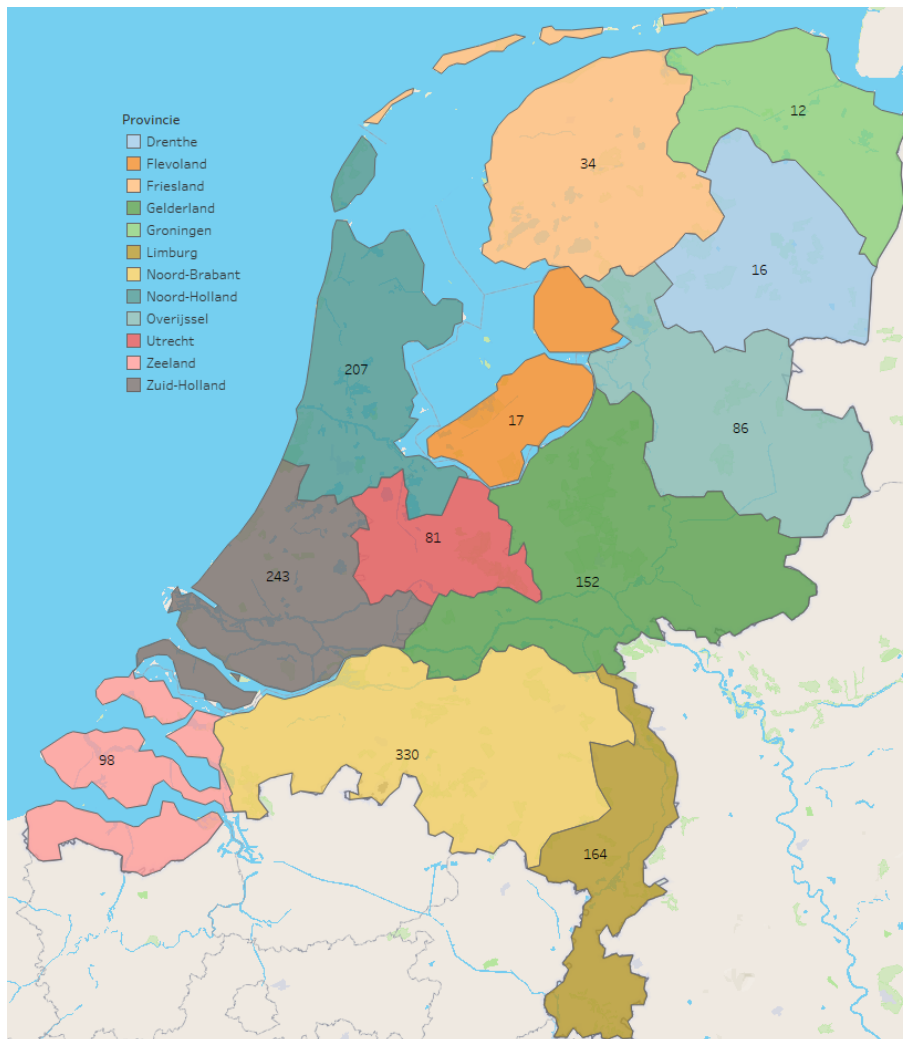 Provincie
Drenthe
Flevoland
Friesland
Gelderland
Groningen
Limburg
Noord-Brabant
Noord-Holland
Overijssel
Utrecht
Zeeland
Zuid-Holland
12
34
16
207
17
86
81
243
152
98
330
164